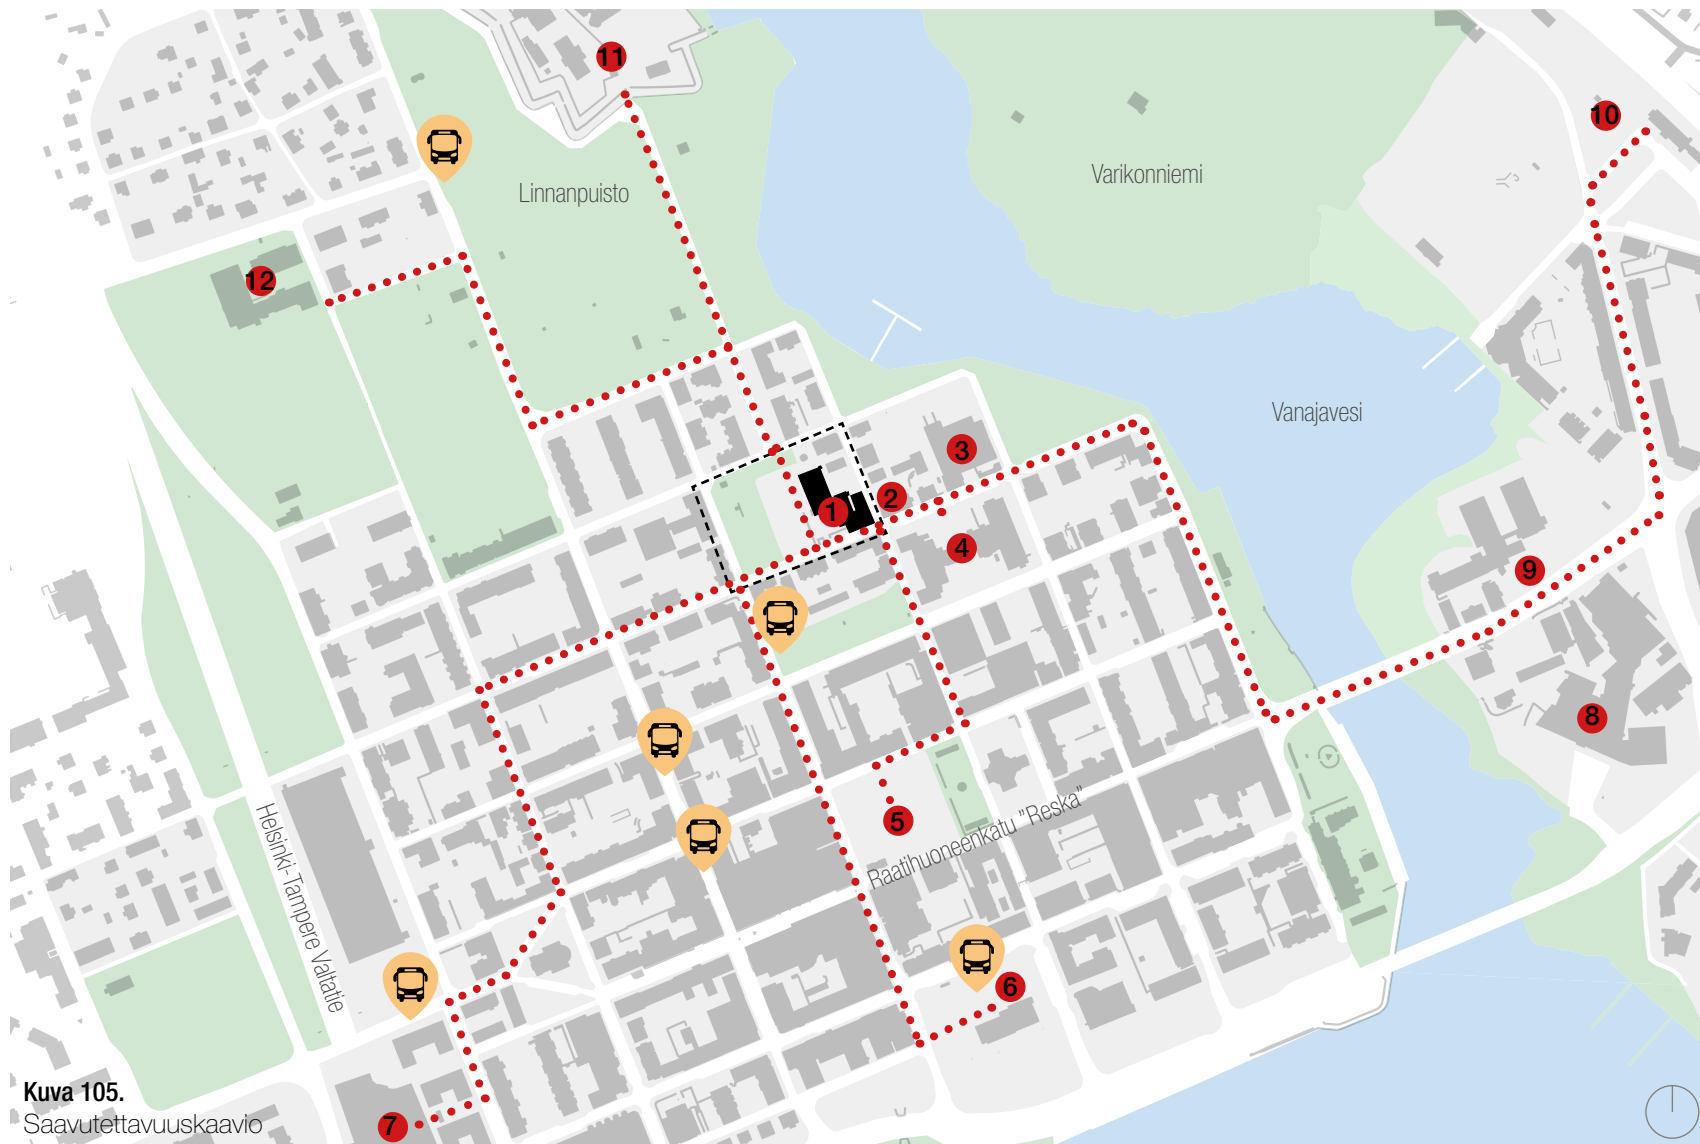 11
10
Varikonniemi
Linnanpuisto
12
Vanajavesi
3
2
1
4
9
8
5
Raatihuoneenkatu "Reska"
Helsinki-Tampere Valtatie
6
7
Kuva 105.
Saavutettavuuskaavio